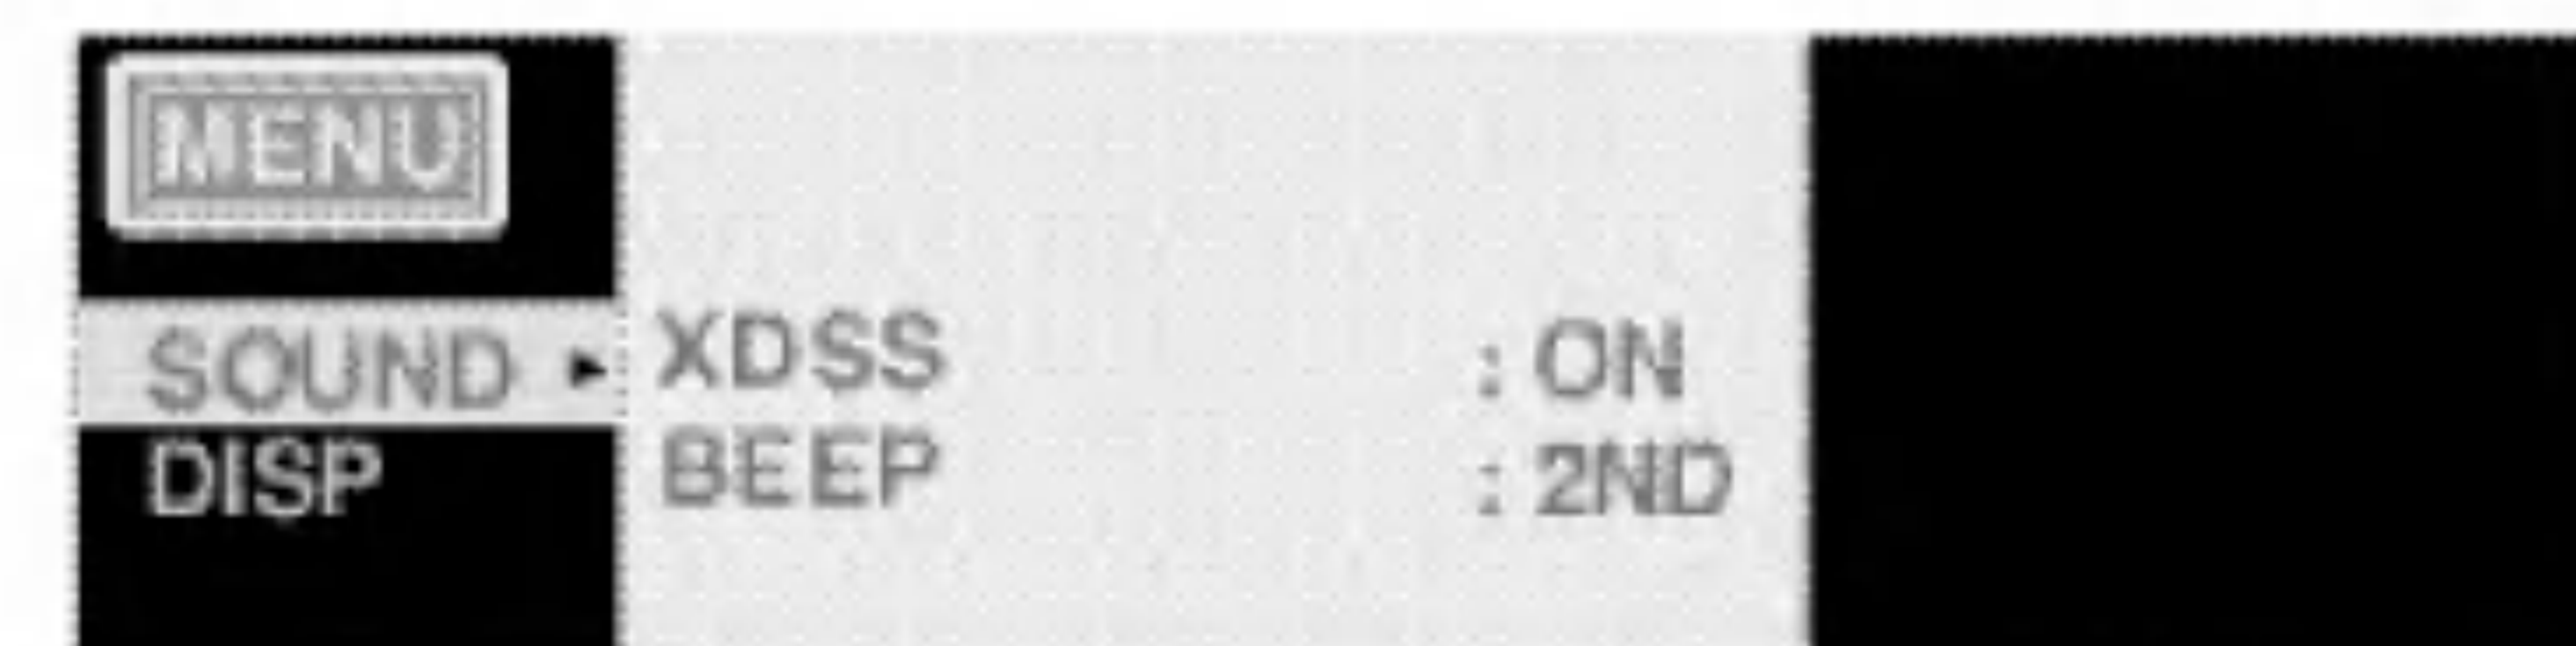 MENU
SOUND ▸ XDSS : ON
DISP BEEP : 2ND